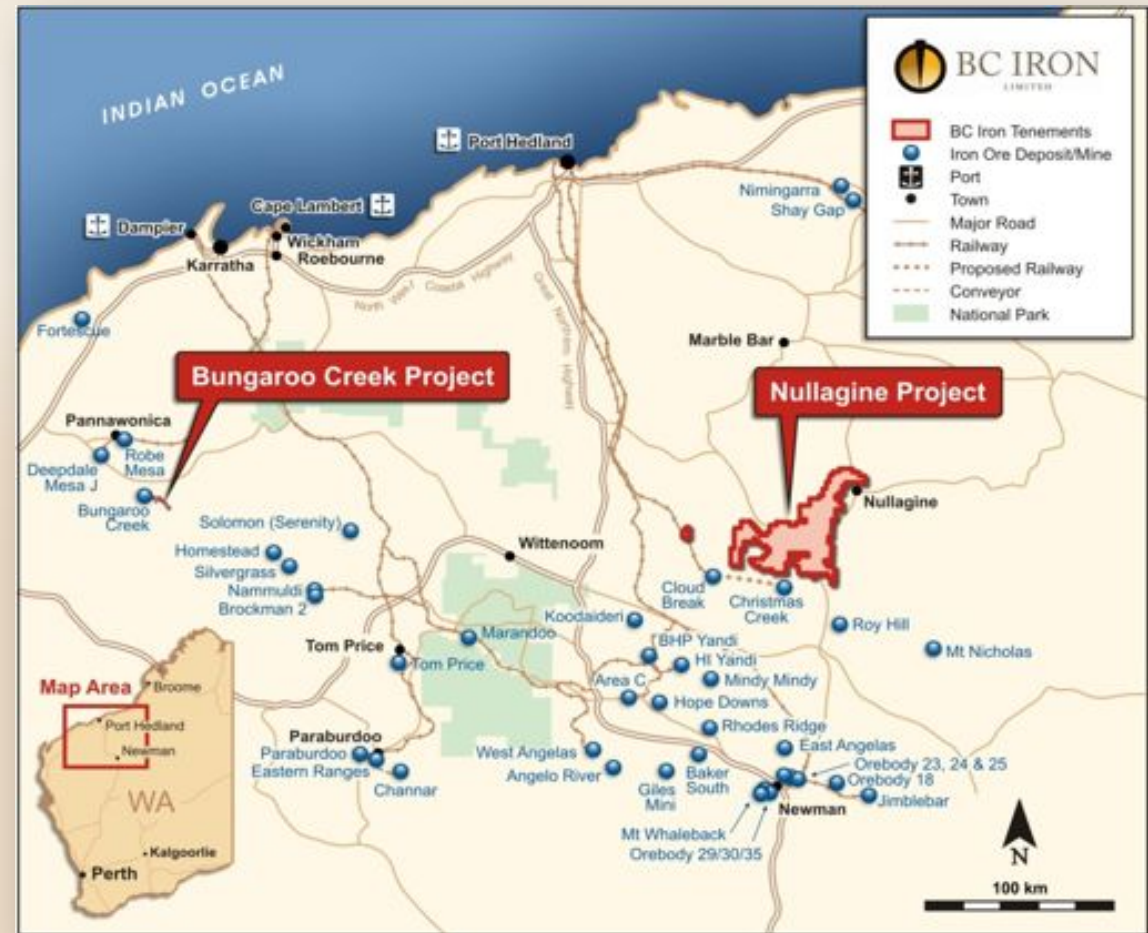 INDIAN OCEAN
BC IRON
LIMITED
BC Iron Tenements
Iron Ore Deposit/Mine
Port
Town
Major Road
Railway
Proposed Railway
Conveyor
National Park
Port Hedland
Nimingarra
Shay Gap
Cape Lambert
Dampier
Wickham
Roebourne
Karratha
North West Coastal Highway
Great Northern Highway
Fortescue
Marble Bar
Bungaroo Creek Project
Nullagine Project
Pannawonica
Robe
Mesa
Deepdale
Mesa J
Bungaroo
Creek
Nullagine
Solomon (Serenity)
Homestead
Silvergrass
Nammuldi
Brockman 2
Wittenoom
Cloud
Break
Christmas
Creek
Koodaideri
Roy Hill
Marandoo
BHP Yandi
Mt Nicholas
Tom Price
Tom Price
HI Yandi
Mindy Mindy
Area C
Hope Downs
Rhodes Ridge
Paraburdoo
Paraburdoo
Eastern Ranges
Channar
West Angelas
Angelo River
East Angelas
Orebody 23, 24 & 25
Orebody 18
Giles
Mini
Baker
South
Jimblebar
Newman
Mt Whaleback
Orebody 29/30/35
Map Area
Broome
Port Hedland
Newman
WA
Kalgoorlie
Perth
N
100 km